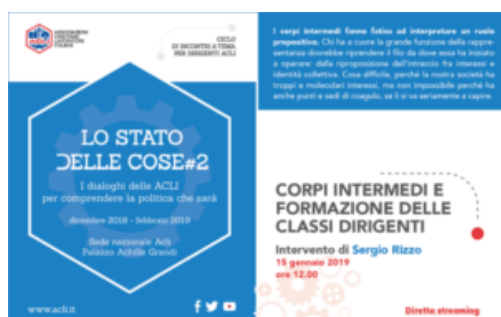 ASSOCIAZIONI
CRISTIANE
LAVORATORI
ITALIANI
CICLO
DI INCONTRI A TEMA
PER DIRIGENTI ACLI
LO STATO
DELLE COSE#2
I dialoghi delle ACLI
per comprendere la politica che sarà
dicembre 2018 - febbraio 2019
Sede nazionale Acli
Palazzo Achille Grandi
www.acli.it
I corpi intermedi fanno fatica ad interpretare un ruolo
propositivo. Chi ha a cuore la grande funzione della rappre-
sentanza dovrebbe riprendere il filo da dove essa ha iniziato
a operare: dalla riproposizione dell'intreccio fra interessi e
identità collettiva. Cosa difficile, perché la nostra società ha
troppi e molecolari interessi, ma non impossibile perché ha
anche punti e sedi di coagulo, se li si va seriamente a capire.
CORPI INTERMEDI E
FORMAZIONE DELLE
CLASSI DIRIGENTI
Intervento di Sergio Rizzo
15 gennaio 2019
ore 12.00
Diretta streaming